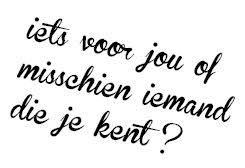 iets voor jou of
misschien iemand
die je kent?